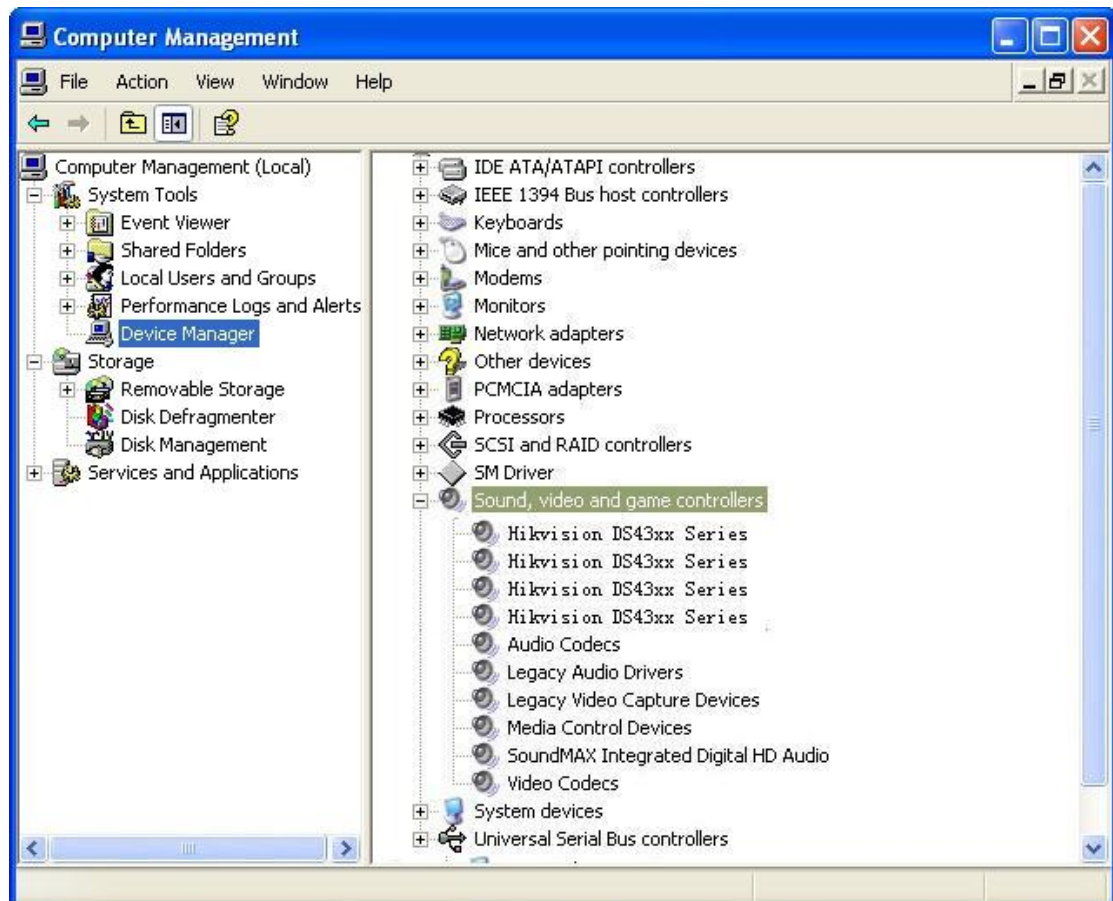 Computer Management
File Action View Window Help
Computer Management (Local)
System Tools
Event Viewer
Shared Folders
Local Users and Groups
Performance Logs and Alerts
Device Manager
Storage
Removable Storage
Disk Defragmenter
Disk Management
Services and Applications
IDE ATA/ATAPI controllers
IEEE 1394 Bus host controllers
Keyboards
Mice and other pointing devices
Modems
Monitors
Network adapters
Other devices
PCMCIA adapters
Processors
SCSI and RAID controllers
SM Driver
Sound, video and game controllers
Hikvision DS43xx Series
Hikvision DS43xx Series
Hikvision DS43xx Series
Hikvision DS43xx Series
Audio Codecs
Legacy Audio Drivers
Legacy Video Capture Devices
Media Control Devices
SoundMAX Integrated Digital HD Audio
Video Codecs
System devices
Universal Serial Bus controllers